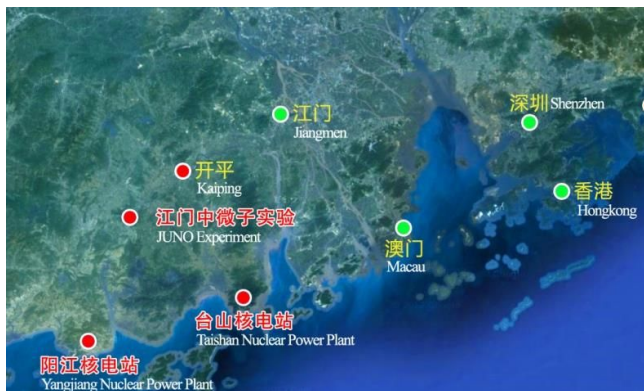 江门
Jiangmen
深圳 Shenzhen
开平
Kaiping
香港
Hongkong
江门中微子实验
JUNO Experiment
澳门
Macau
台山核电站
Taishan Nuclear Power Plant
阳江核电站
Yangjiang Nuclear Power Plant